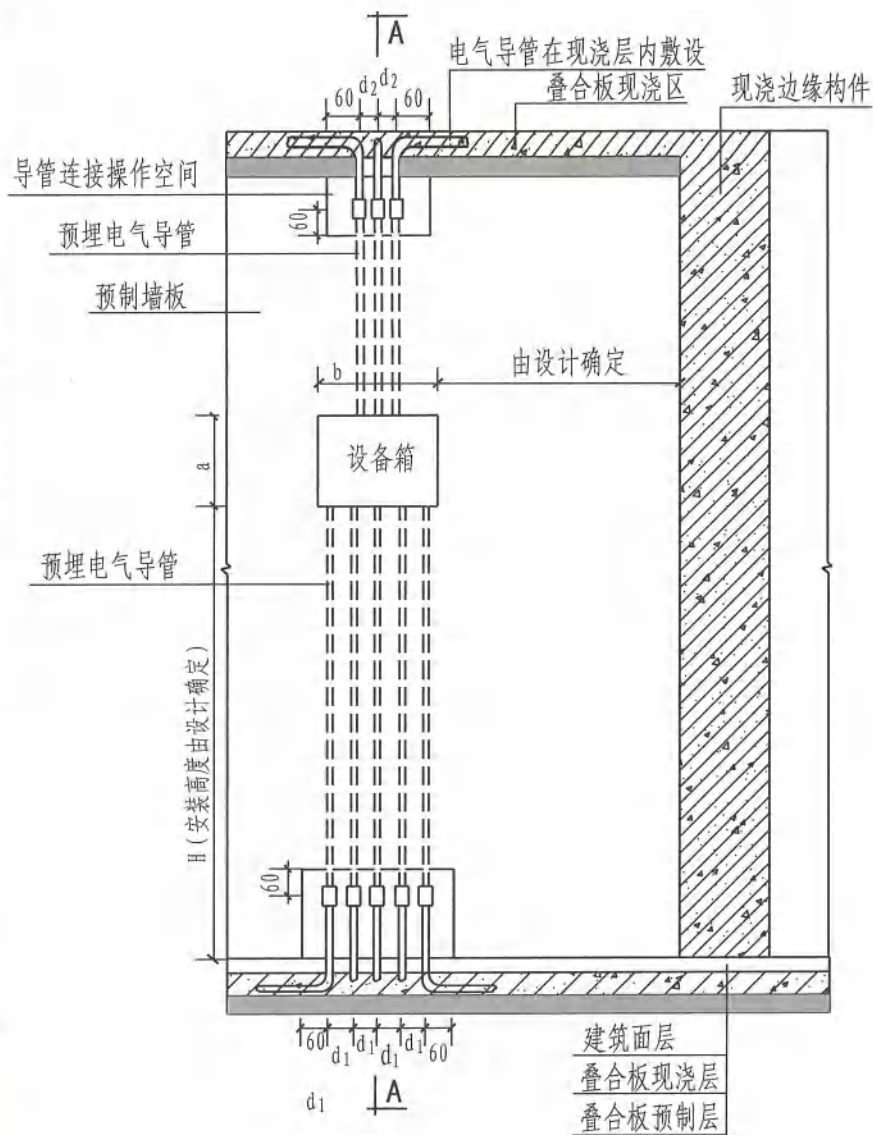 A
电气导管在现浇层内敷设
d2 d2
60 60
叠合板现浇区
现浇边缘构件
导管连接操作空间
60
预埋电气导管
预制墙板
b
由设计确定
a
设备箱
预埋电气导管
H（安装高度由设计确定）
60
60 d1 d1 d1 d1 60
建筑面层
d1
A
叠合板现浇层
叠合板预制层